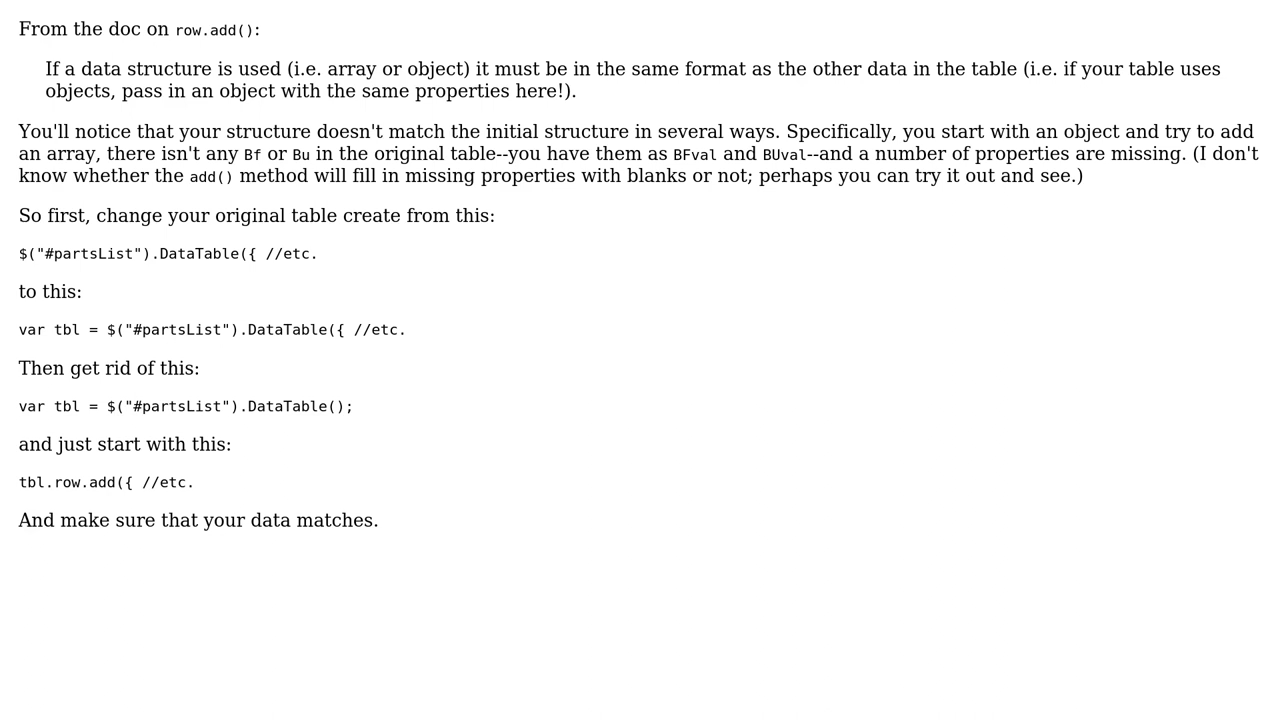 From the doc on row.add():
If a data structure is used (i.e. array or object) it must be in the same format as the other data in the table (i.e. if your table uses
objects, pass in an object with the same properties here!).
You'll notice that your structure doesn't match the initial structure in several ways. Specifically, you start with an object and try to add
an array, there isn't any Bf or Bu in the original table--you have them as BFval and BUval--and a number of properties are missing. (I don't
know whether the add() method will fill in missing properties with blanks or not; perhaps you can try it out and see.)
So first, change your original table create from this:
$("#partsList").DataTable({ //etc.
to this:
var tbl = $("#partsList").DataTable({ //etc.
Then get rid of this:
var tbl = $("#partsList").DataTable();
and just start with this:
tbl.row.add({ //etc.
And make sure that your data matches.